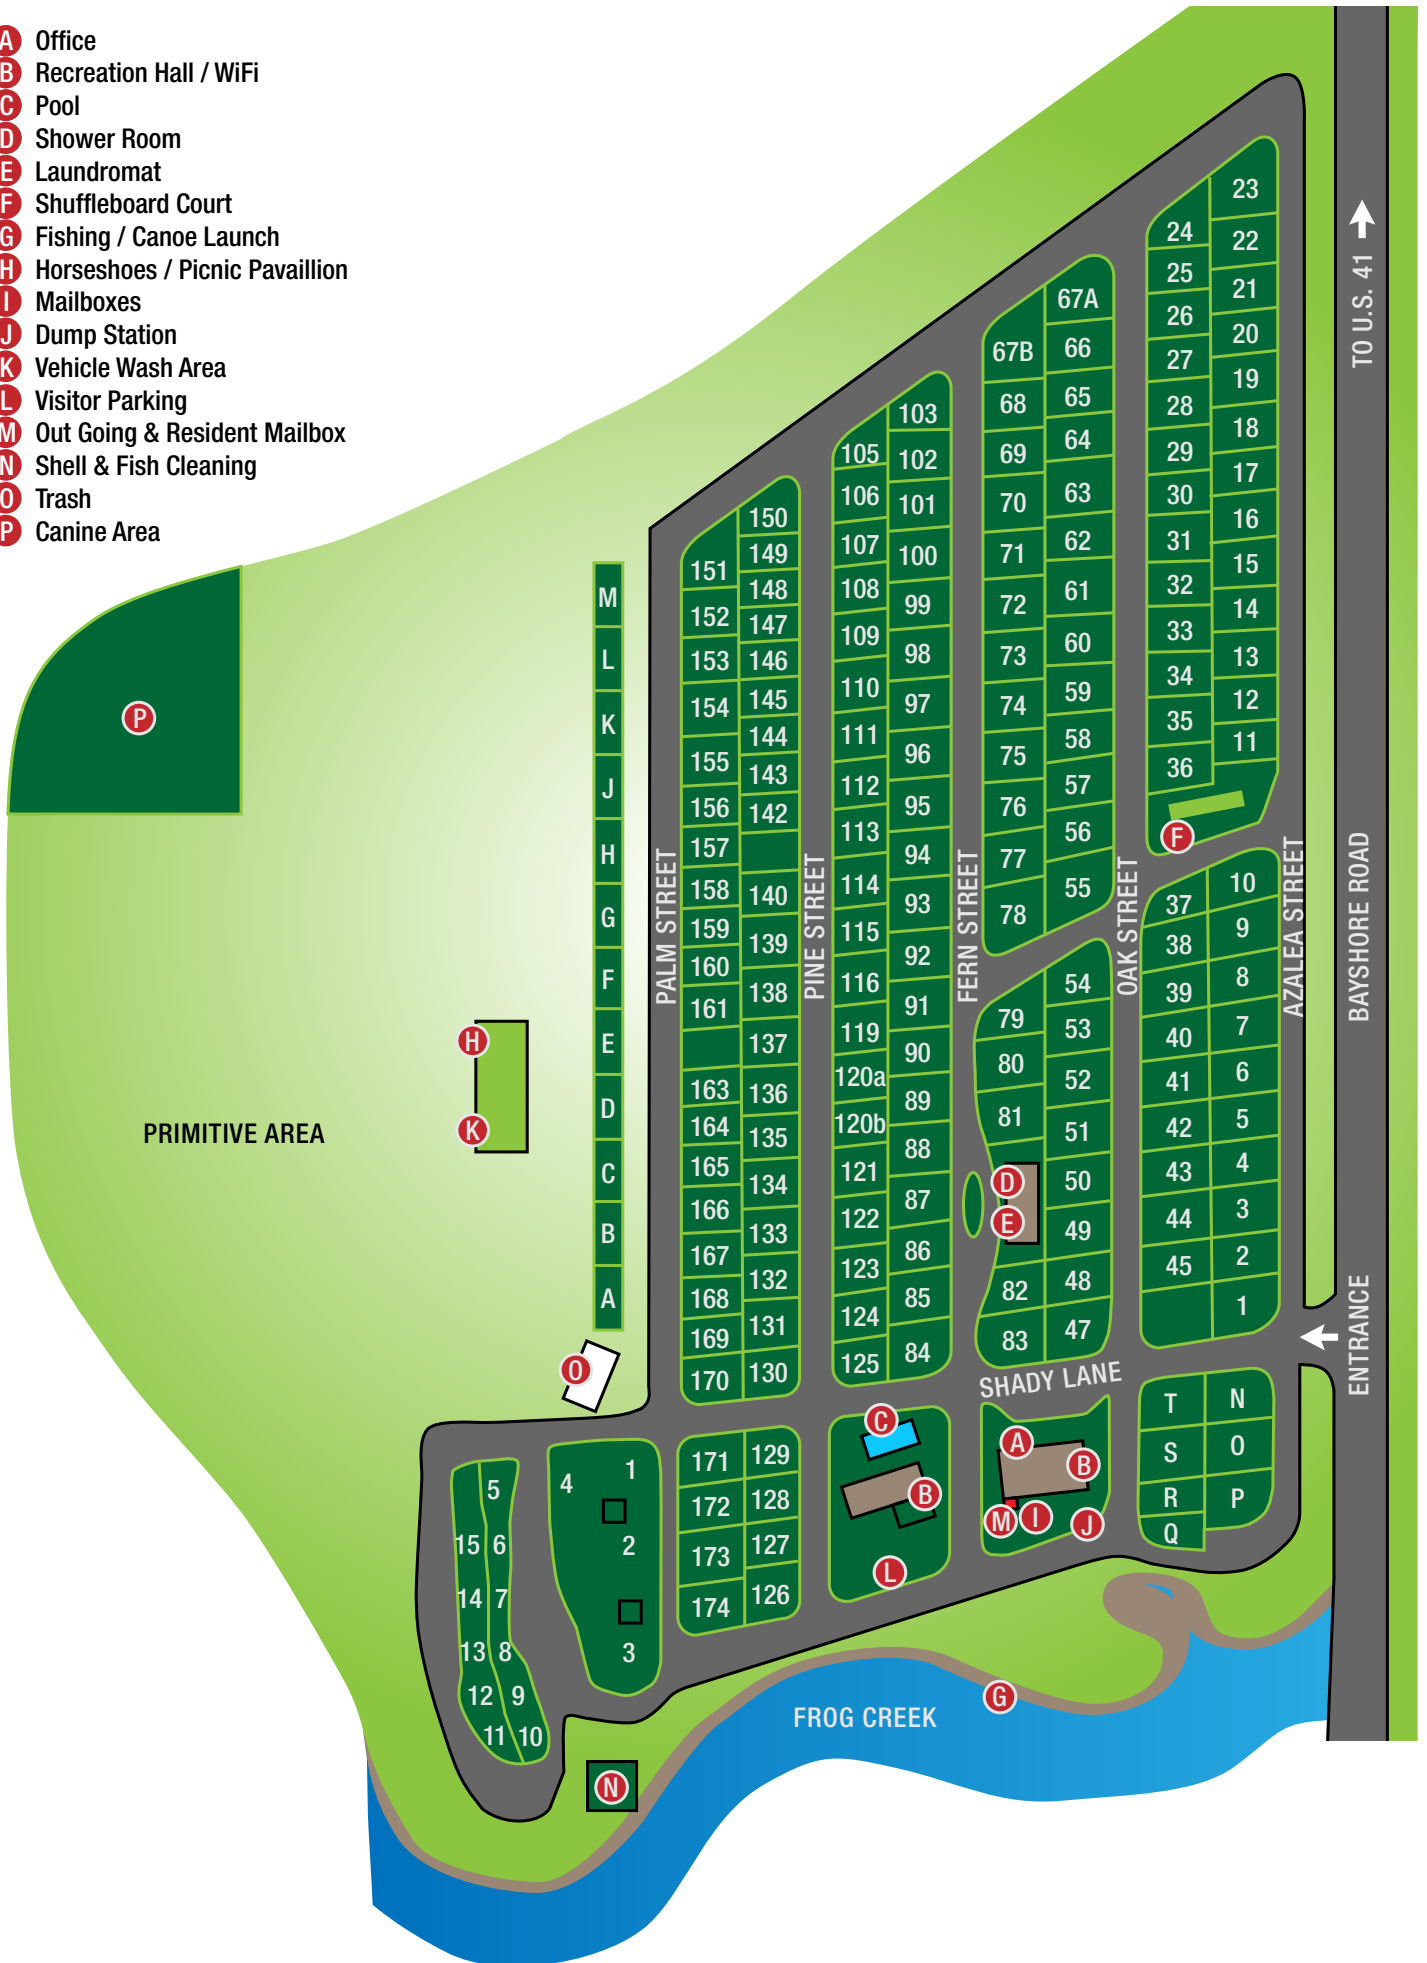 A Office
B Recreation Hall / WiFi
C Pool
D Shower Room
E Laundromat
F Shuffleboard Court
G Fishing / Canoe Launch
H Horseshoes / Picnic Pavaillion
I Mailboxes
J Dump Station
K Vehicle Wash Area
L Visitor Parking
M Out Going & Resident Mailbox
N Shell & Fish Cleaning
O Trash
P Canine Area
P
H
K
PRIMITIVE AREA
O
M
L
K
J
H
G
F
E
D
C
B
A
PALM STREET
151
152
153
154
155
156
157
158
159
160
161
163
164
165
166
167
168
169
170
150
149
148
147
146
145
144
143
142
140
139
138
137
136
135
134
133
132
131
130
PINE STREET
105
106
107
108
109
110
111
112
113
114
115
116
119
120a
120b
121
122
123
124
125
103
102
101
100
99
98
97
96
95
94
93
92
91
90
89
88
87
86
85
84
FERN STREET
67B
68
69
70
71
72
73
74
75
76
77
78
67A
66
65
64
63
62
61
60
59
58
57
56
55
79
80
81
D
E
82
83
54
53
52
51
50
49
48
47
OAK STREET
24
25
26
27
28
29
30
31
32
33
34
35
36
F
23
22
21
20
19
18
17
16
15
14
13
12
11
37
38
39
40
41
42
43
44
45
10
9
8
7
6
5
4
3
2
1
AZALEA STREET
TO U.S. 41
BAYSHORE ROAD
ENTRANCE
SHADY LANE
T
S
R
Q
N
O
P
A
B
M
I
J
C
B
L
171
172
173
174
129
128
127
126
4
1
2
3
5
6
7
8
9
10
15
14
13
12
11
N
G
FROG CREEK